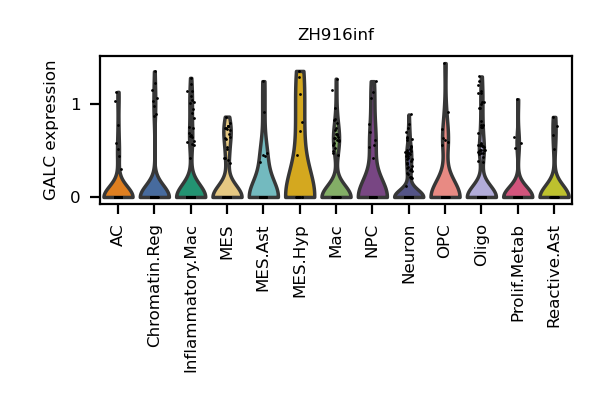 ZH916inf
GALC expression
1
0
AC
Chromatin.Reg
Inflammatory.Mac
MES
MES.Ast
MES.Hyp
Mac
NPC
Neuron
OPC
Oligo
Prolif.Metab
Reactive.Ast